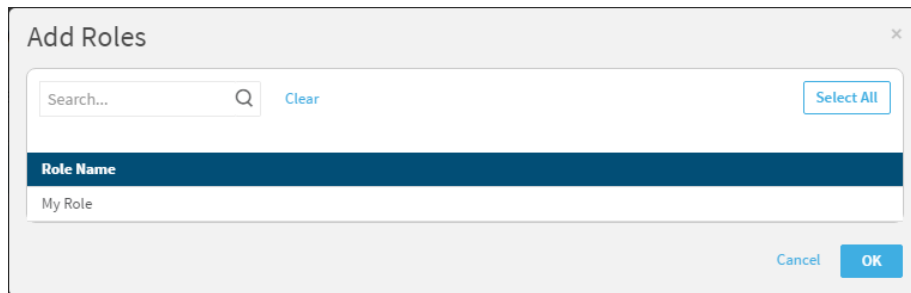 Add Roles
×
Search...
Clear
Select All
Role Name
My Role
Cancel
OK